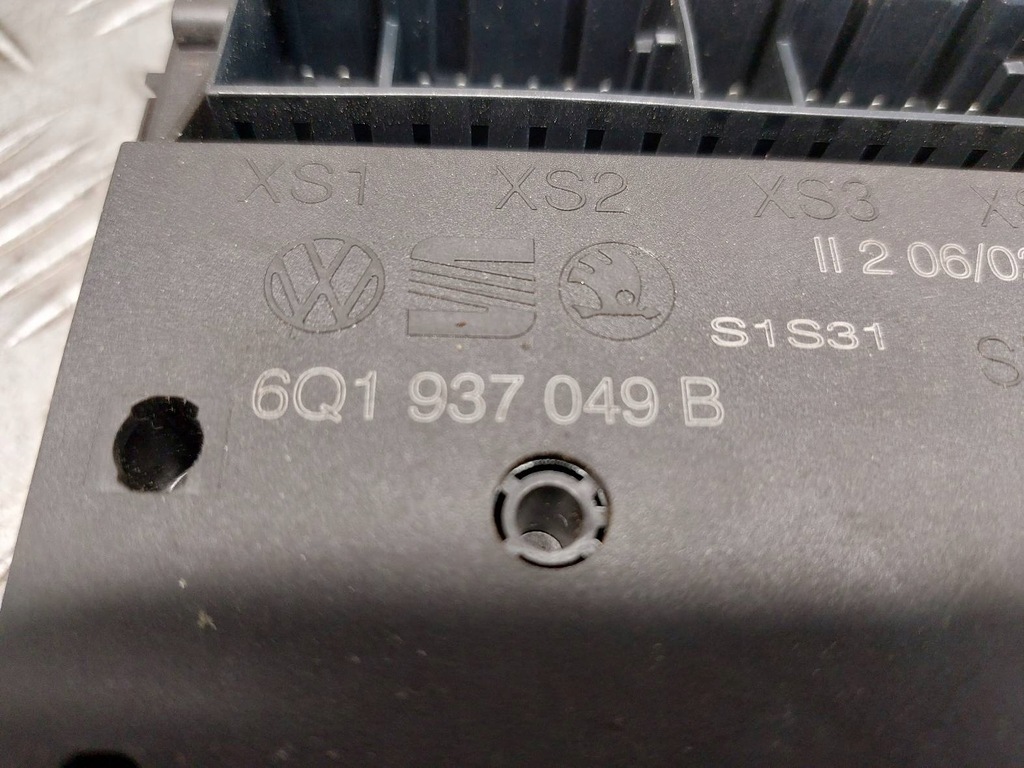 XS1 XS2 XS3
II 2 06/0
S1S31
6Q1 937 049 B